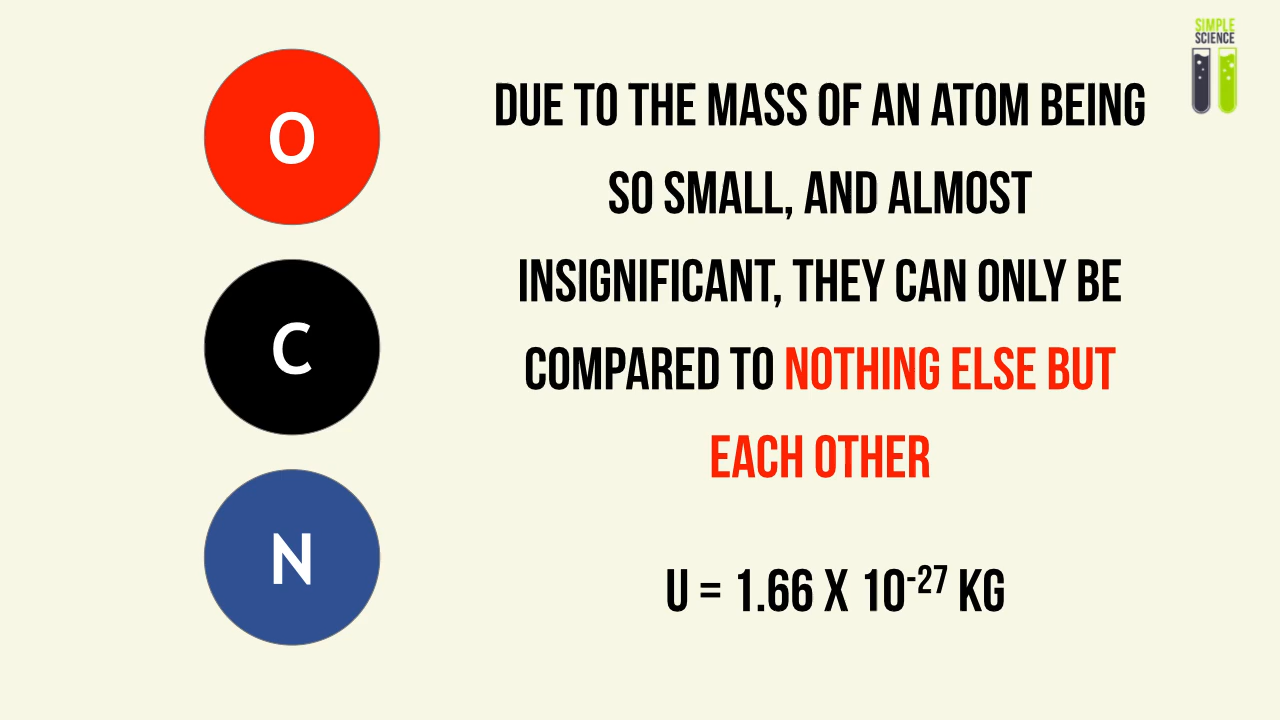 SIMPLE
SCIENCE
O
C
N
DUE TO THE MASS OF AN ATOM BEING
SO SMALL, AND ALMOST
INSIGNIFICANT, THEY CAN ONLY BE
COMPARED TO NOTHING ELSE BUT
EACH OTHER
U = 1.66 X 10⁻²⁷ KG